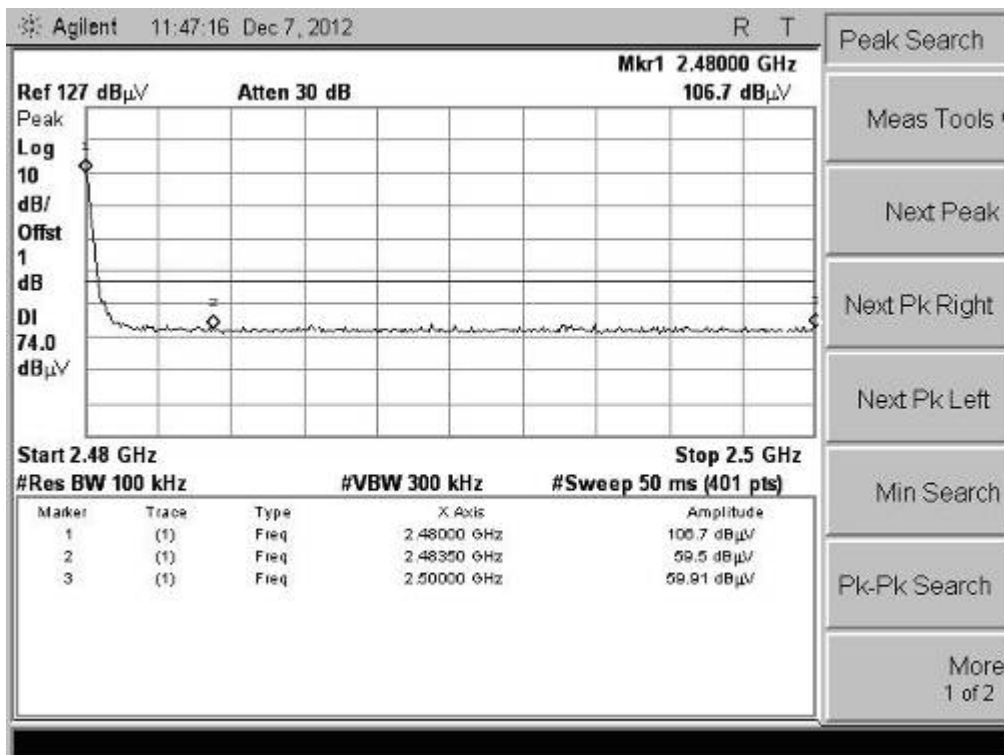 Agilent 11:47:16 Dec 7, 2012 R T
Mkr1 2.48000 GHz
Ref 127 dBµV Atten 30 dB 106.7 dBµV
Peak
Log
10
dB/
Offst
1
dB
DI
74.0
dBµV
1
2
Start 2.48 GHz Stop 2.5 GHz
#Res BW 100 kHz #VBW 300 kHz #Sweep 50 ms (401 pts)
Marker Trace Type X Axis Amplitude
1 (1) Freq 2.48000 GHz 106.7 dBµV
2 (1) Freq 2.48350 GHz 59.5 dBµV
3 (1) Freq 2.50000 GHz 59.91 dBµV
Peak Search
Meas Tools
Next Peak
Next Pk Right
Next Pk Left
Min Search
Pk-Pk Search
More
1 of 2